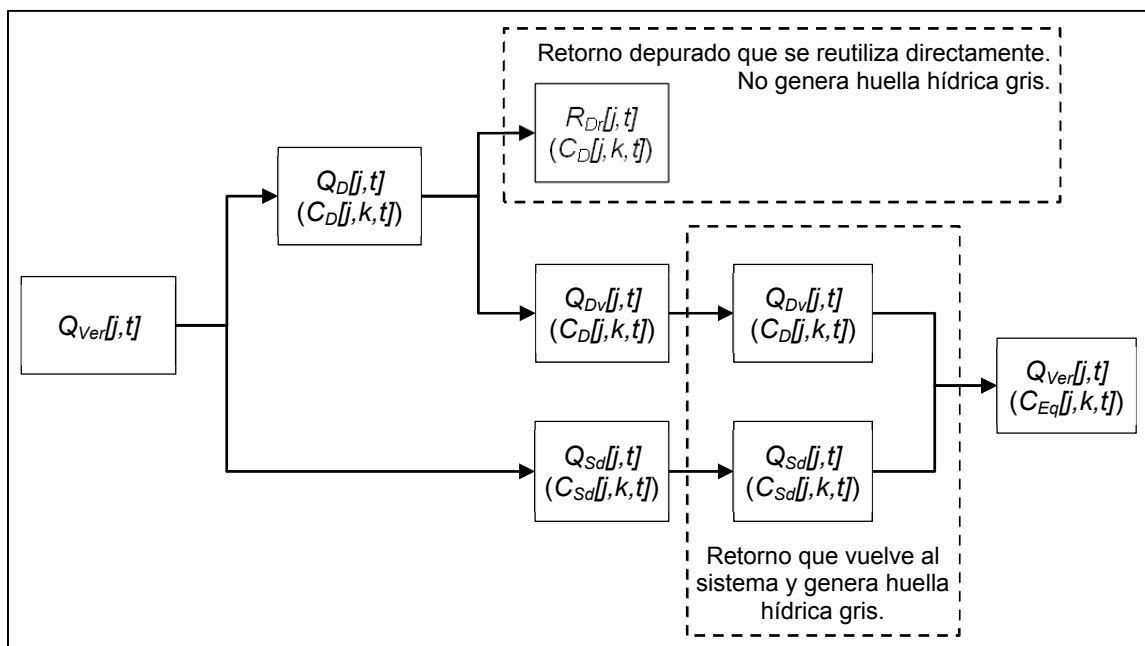 Retorno depurado que se reutiliza directamente.
No genera huella hídrica gris.
R_Dr[j,t]
(C_D[j,k,t])
Q_D[j,t]
(C_D[j,k,t])
Q_Ver[j,t]
Q_Dv[j,t]
(C_D[j,k,t])
Q_Dv[j,t]
(C_D[j,k,t])
Q_Ver[j,t]
(C_Eq[j,k,t])
Q_Sd[j,t]
(C_Sd[j,k,t])
Q_Sd[j,t]
(C_Sd[j,k,t])
Retorno que vuelve al
sistema y genera huella
hídrica gris.